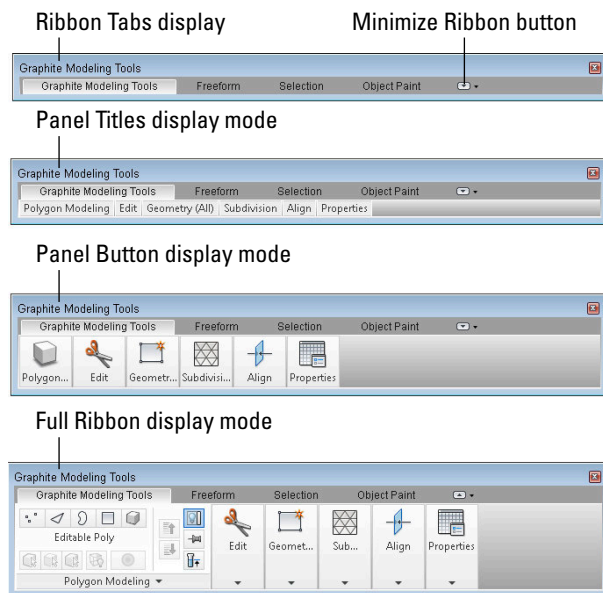 Ribbon Tabs display
Minimize Ribbon button
Graphite Modeling Tools
Graphite Modeling Tools Freeform Selection Object Paint
Panel Titles display mode
Graphite Modeling Tools
Graphite Modeling Tools Freeform Selection Object Paint
Polygon Modeling Edit Geometry (All) Subdivision Align Properties
Panel Button display mode
Graphite Modeling Tools
Graphite Modeling Tools Freeform Selection Object Paint
Polygon... Edit Geometr... Subdivisi... Align Properties
Full Ribbon display mode
Graphite Modeling Tools
Graphite Modeling Tools Freeform Selection Object Paint
Editable Poly Edit Geomet... Sub... Align Properties
Polygon Modeling